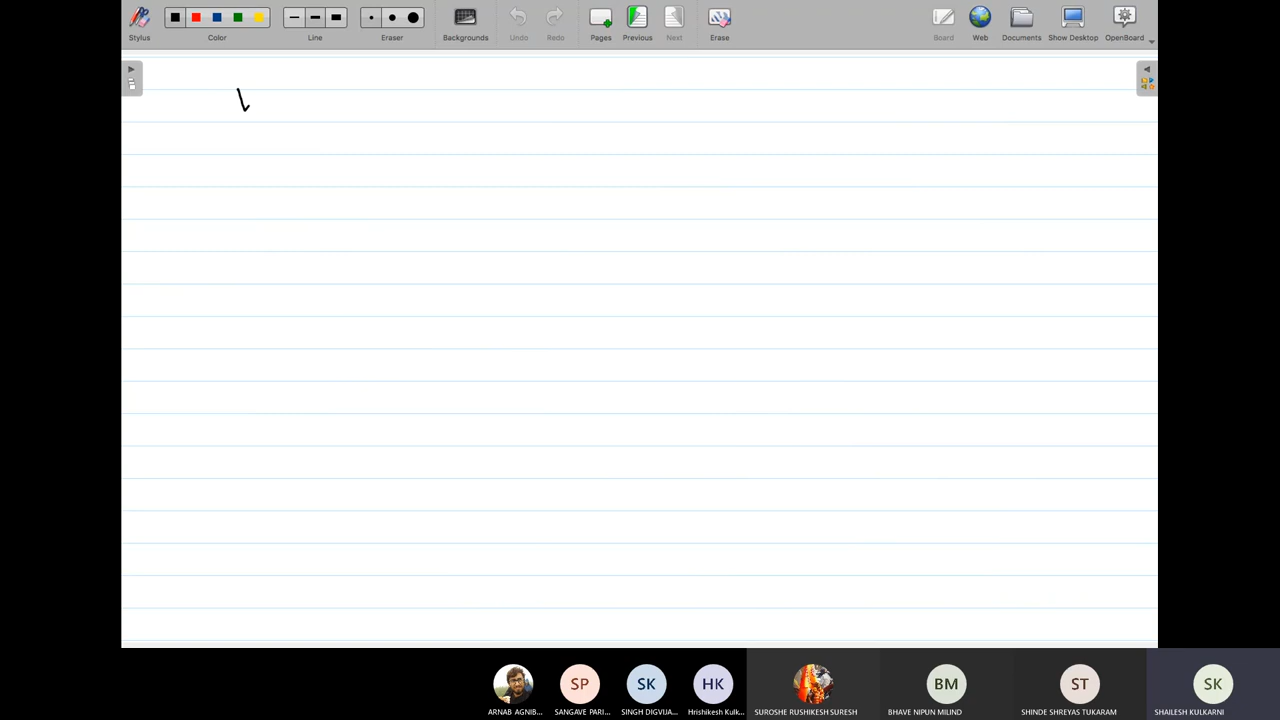 Stylus Color Line Eraser Backgrounds Undo Redo Pages Previous Next Erase Board Web Documents Show Desktop OpenBoard
SP SK HK BM ST SK
ARNAB AGNIB... SANGAVE PARI... SINGH DIGVIJA... Hrishikesh Kulk... SUROSHE RUSHIKESH SURESH BHAVE NIPUN MILIND SHINDE SHREYAS TUKARAM SHAILESH KULKARNI